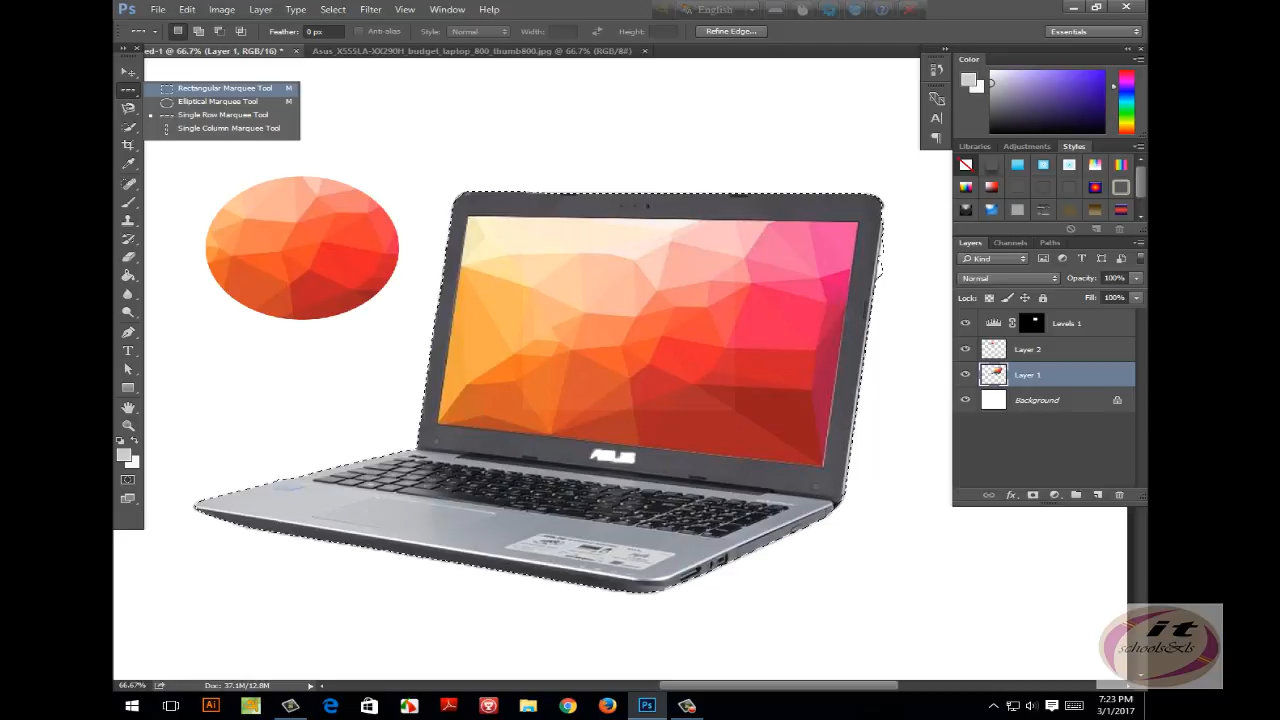 Ps File Edit Image Layer Type Select Filter View Window Help
English
Feather: 0 px Anti-alias Style: Normal Width: Height: Refine Edge... Essentials
ed-1 @ 66.7% (Layer 1, RGB/16) * × Asus_X555LA-XX290H_budget_laptop_800_thumb800.jpg @ 66.7% (RGB/8#) ×
Color
Rectangular Marquee Tool M
Elliptical Marquee Tool M
Single Row Marquee Tool
Single Column Marquee Tool
Libraries Adjustments Styles
Layers Channels Paths
Kind
Normal Opacity: 100%
Lock: Fill: 100%
Levels 1
Layer 2
Layer 1
Background
ASUS
it
schools&ls
66.67% Doc: 37.1M/12.8M
Ai
Ps
7:23 PM
3/1/2017